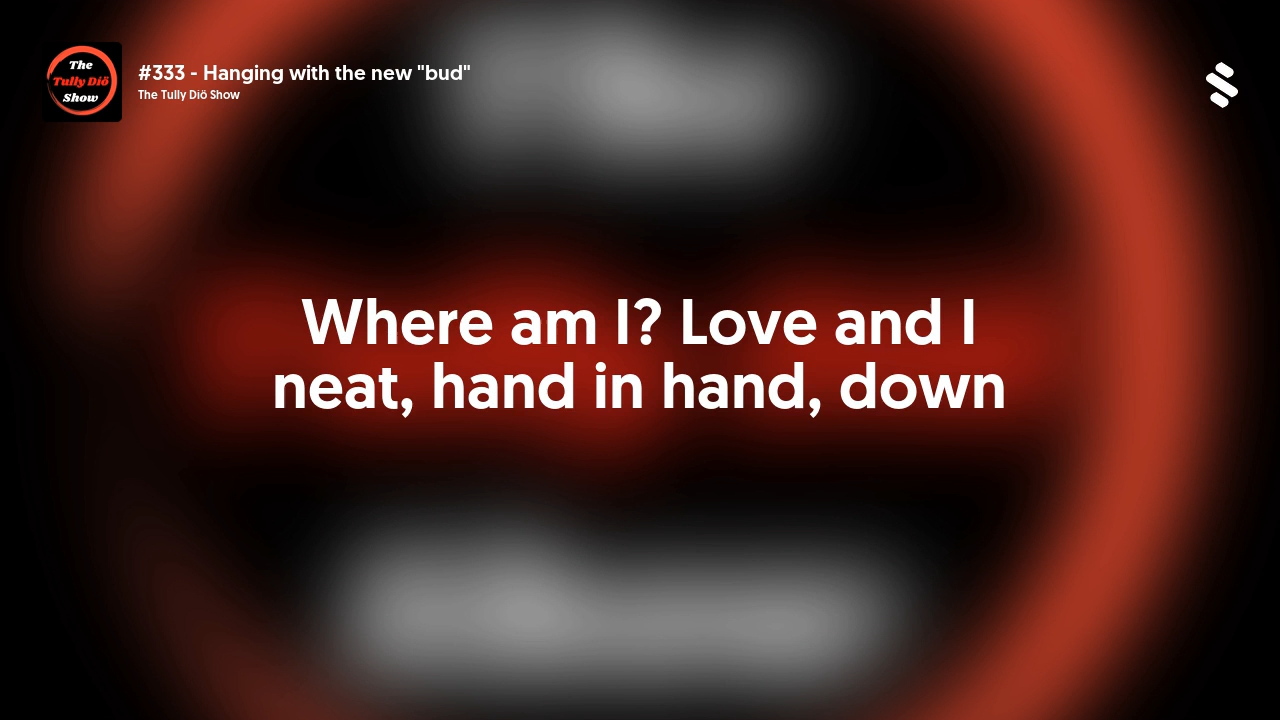 The
Tully Diö
Show
#333 - Hanging with the new "bud"
The Tully Diö Show
Where am I? Love and I
neat, hand in hand, down